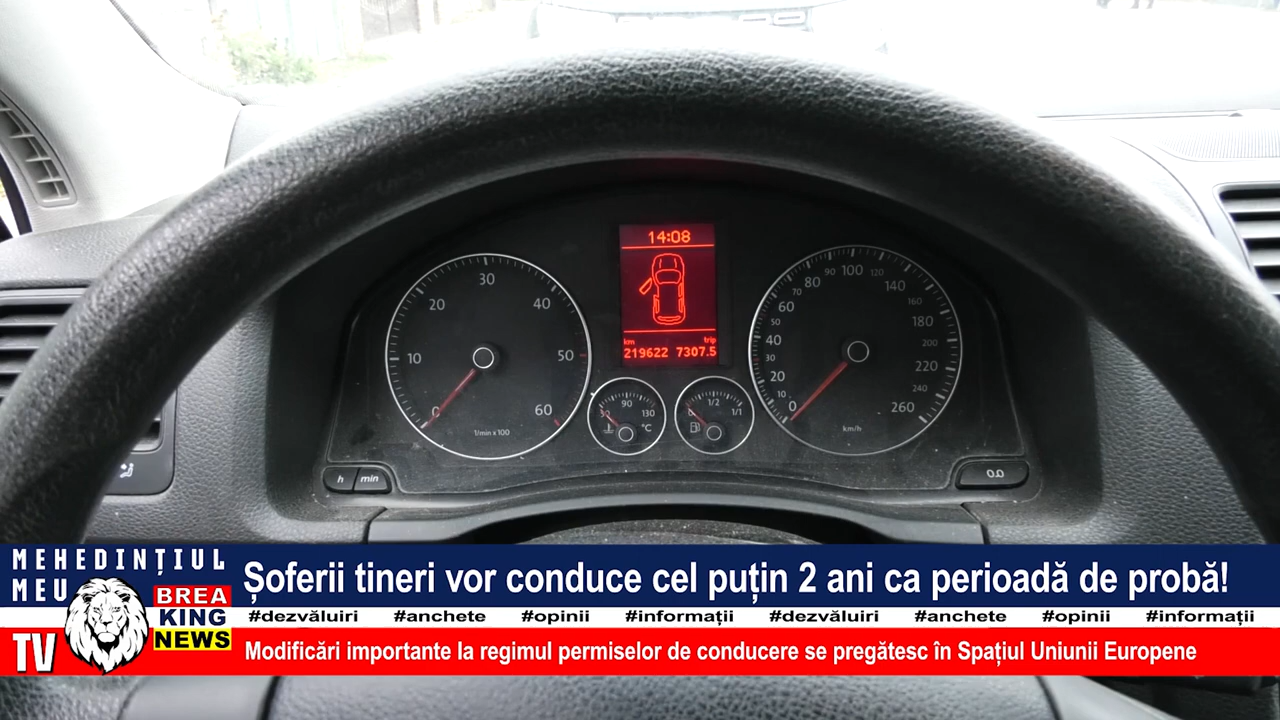 14:08
km trip
219622 7307.5
0 10 20 30 40 50 60
1/min x 100
50 90 130
°C
1/2 1/1
0 10 20 30 40 50 60 70 80 90 100 120 140 160 180 200 220 240 260
km/h
h min
0.0
MEHEDINȚIUL
MEU
TV
BREA
KING
NEWS
Șoferii tineri vor conduce cel puțin 2 ani ca perioadă de probă!
#dezvăluiri #anchete #opinii #informații #dezvăluiri #anchete #opinii #informații
Modificări importante la regimul permiselor de conducere se pregătesc în Spațiul Uniunii Europene